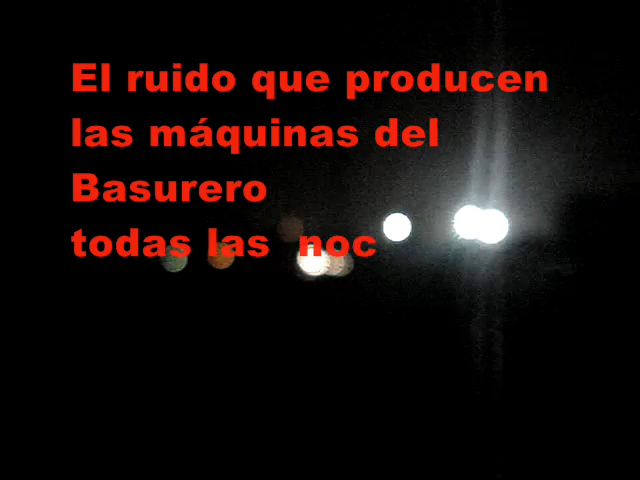 El ruido que producen
las máquinas del
Basurero
todas las noc